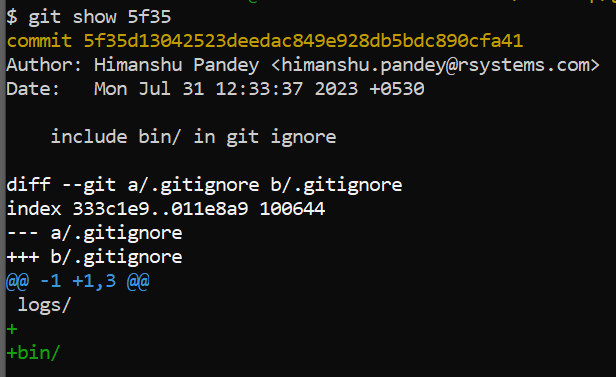 $ git show 5f35
commit 5f35d13042523deedac849e928db5bdc890cfa41
Author: Himanshu Pandey <himanshu.pandey@rsystems.com>
Date:   Mon Jul 31 12:33:37 2023 +0530
    include bin/ in git ignore
diff --git a/.gitignore b/.gitignore
index 333c1e9..011e8a9 100644
--- a/.gitignore
+++ b/.gitignore
@@ -1 +1,3 @@
 logs/
+
+bin/